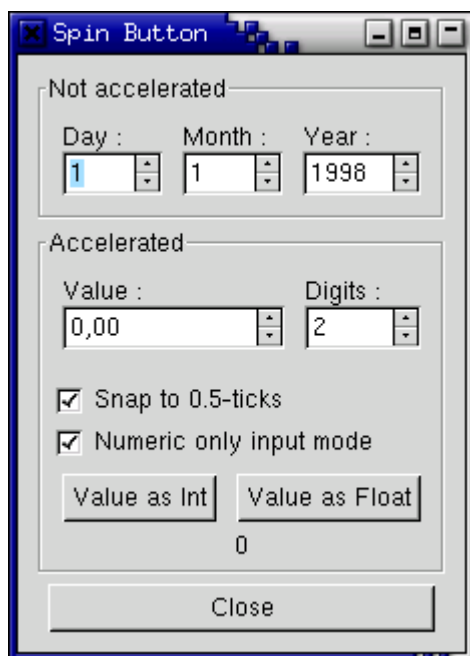 Spin Button
Not accelerated
Day : Month : Year :
1 1 1998
Accelerated
Value : Digits :
0,00 2
Snap to 0.5-ticks
Numeric only input mode
Value as Int Value as Float
0
Close